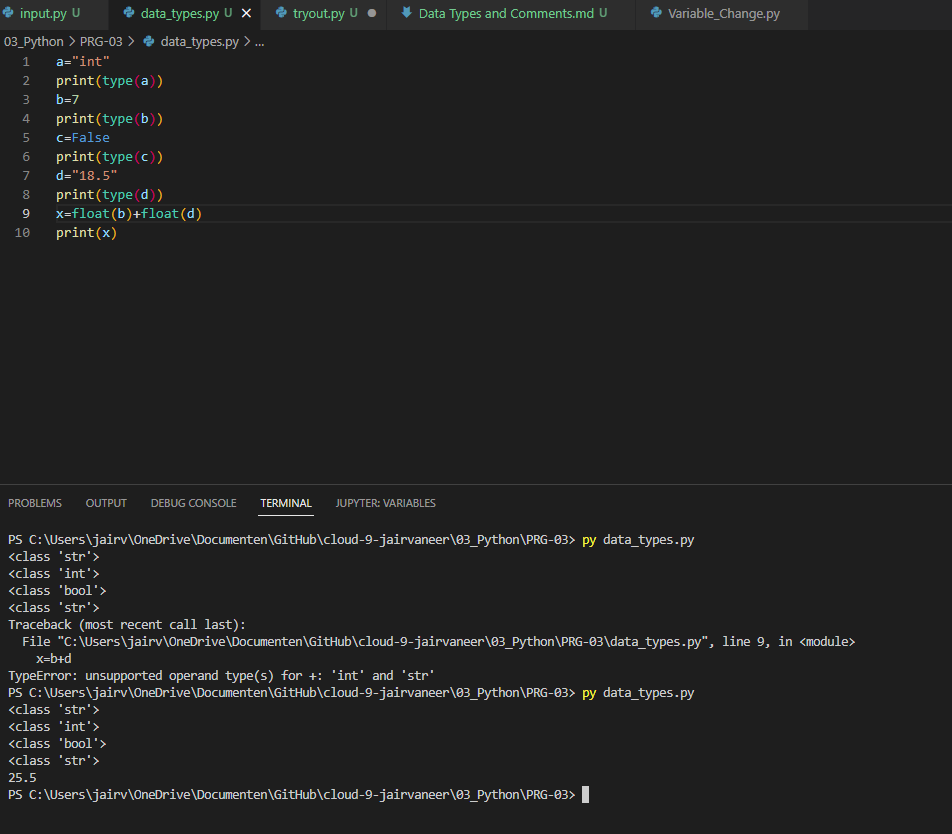 input.py U data_types.py U tryout.py U Data Types and Comments.md U Variable_Change.py
03_Python > PRG-03 > data_types.py > ...
1 a="int"
2 print(type(a))
3 b=7
4 print(type(b))
5 c=False
6 print(type(c))
7 d="18.5"
8 print(type(d))
9 x=float(b)+float(d)
10 print(x)
PROBLEMS OUTPUT DEBUG CONSOLE TERMINAL JUPYTER: VARIABLES
PS C:\Users\jairv\OneDrive\Documenten\GitHub\cloud-9-jairvaneer\03_Python\PRG-03> py data_types.py
<class 'str'>
<class 'int'>
<class 'bool'>
<class 'str'>
Traceback (most recent call last):
  File "C:\Users\jairv\OneDrive\Documenten\GitHub\cloud-9-jairvaneer\03_Python\PRG-03\data_types.py", line 9, in <module>
    x=b+d
TypeError: unsupported operand type(s) for +: 'int' and 'str'
PS C:\Users\jairv\OneDrive\Documenten\GitHub\cloud-9-jairvaneer\03_Python\PRG-03> py data_types.py
<class 'str'>
<class 'int'>
<class 'bool'>
<class 'str'>
25.5
PS C:\Users\jairv\OneDrive\Documenten\GitHub\cloud-9-jairvaneer\03_Python\PRG-03>